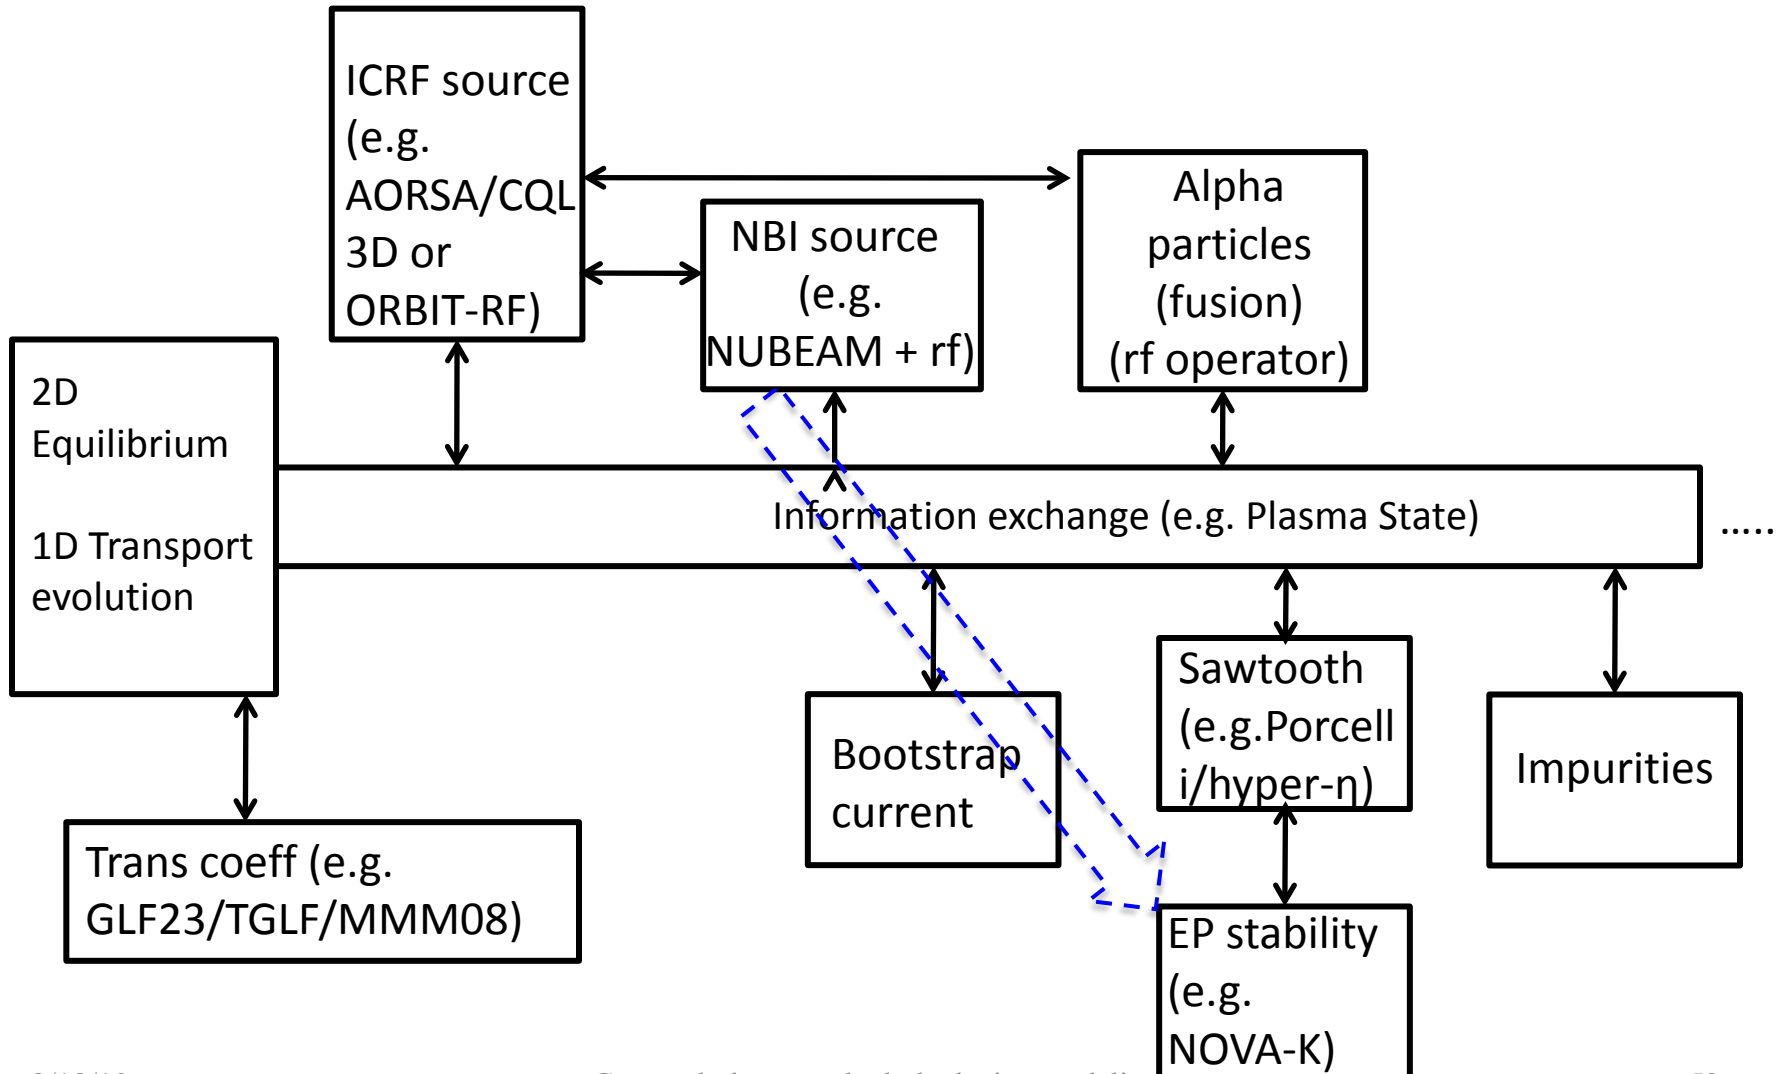 ICRF source
(e.g.
AORSA/CQL
3D or
ORBIT-RF)
NBI source
(e.g.
NUBEAM + rf)
Alpha
particles
(fusion)
(rf operator)
2D
Equilibrium
1D Transport
evolution
Information exchange (e.g. Plasma State)
.....
Trans coeff (e.g.
GLF23/TGLF/MMM08)
Bootstrap
current
Sawtooth
(e.g.Porcell
i/hyper-η)
Impurities
EP stability
(e.g.
NOVA-K)